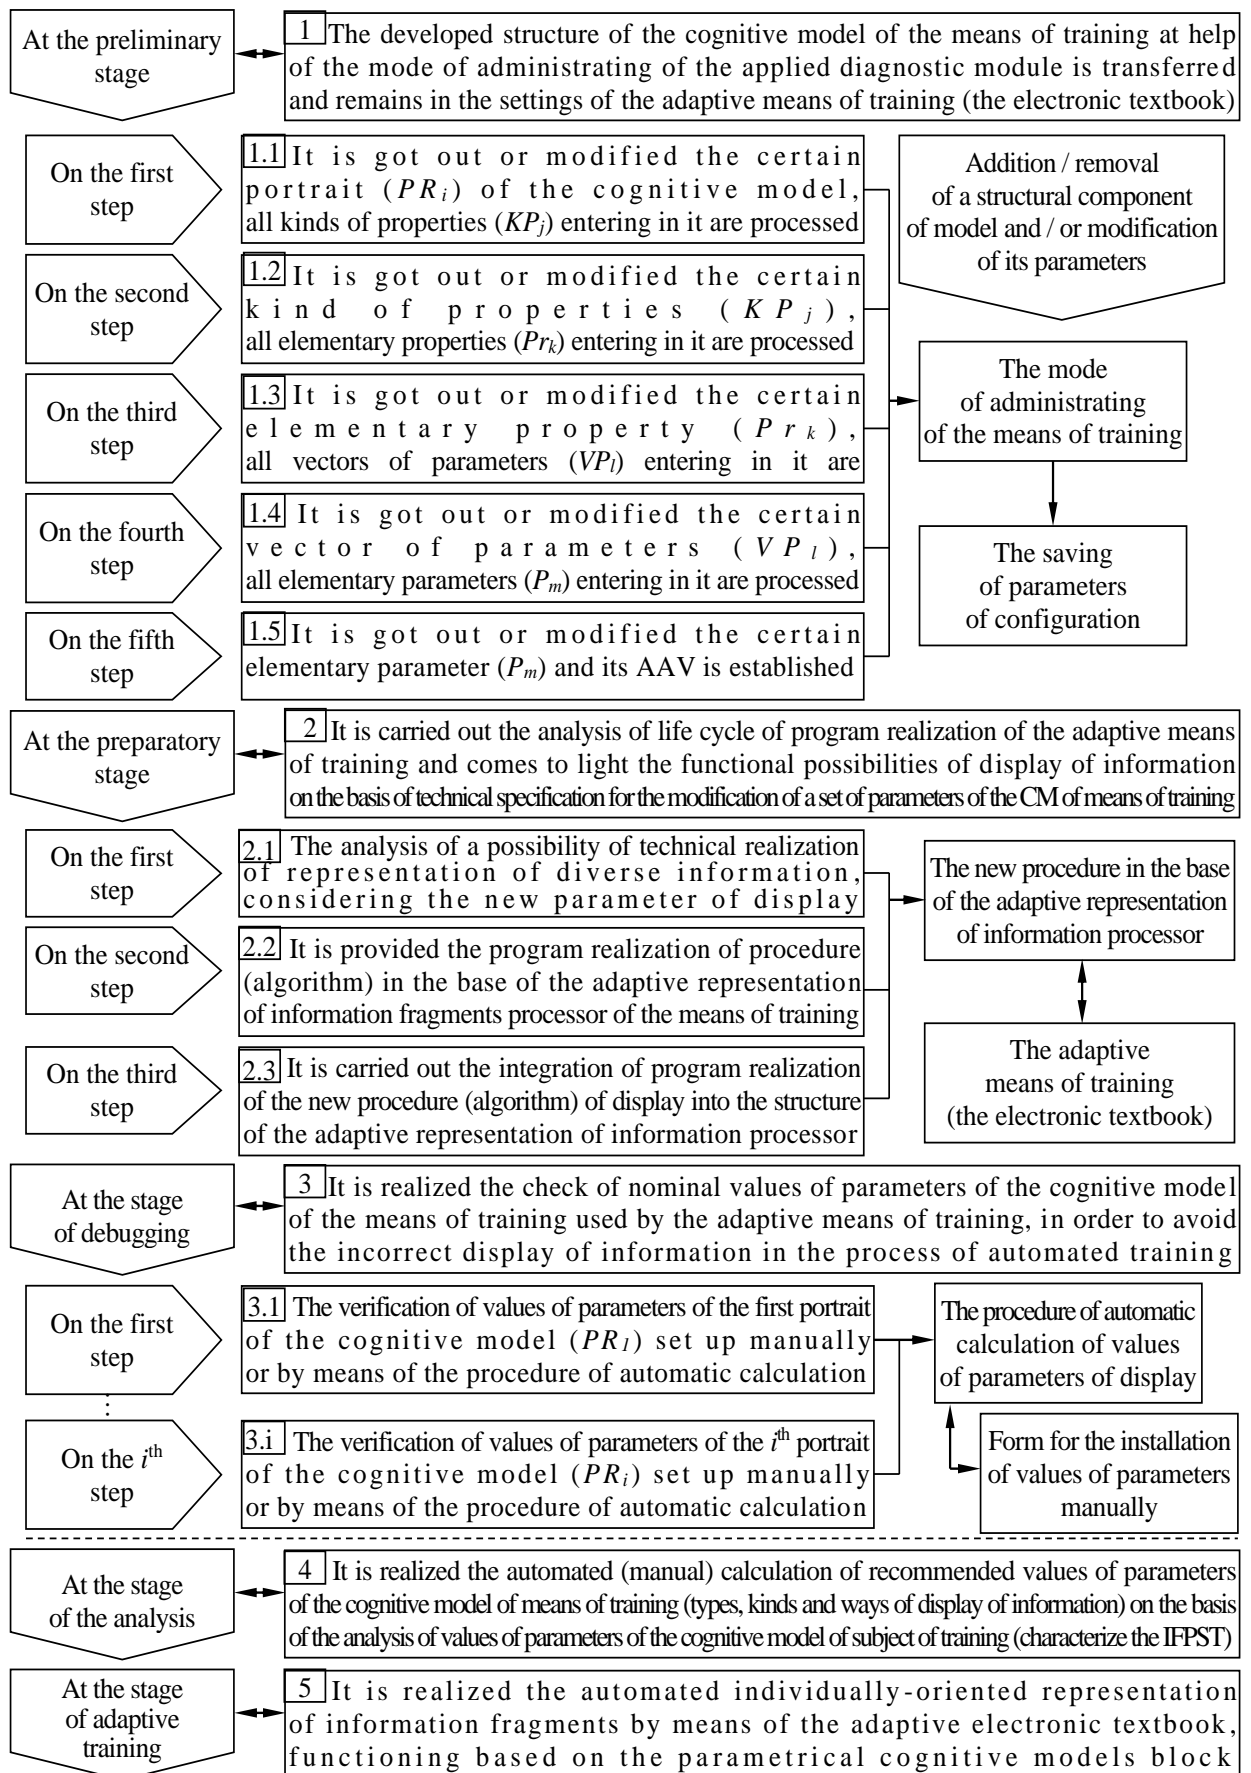 At the preliminary
stage
1 The developed structure of the cognitive model of the means of training at help
of the mode of administrating of the applied diagnostic module is transferred
and remains in the settings of the adaptive means of training (the electronic textbook)
On the first
step
1.1 It is got out or modified the certain
portrait (PRi) of the cognitive model,
all kinds of properties (KPj) entering in it are processed
On the second
step
1.2 It is got out or modified the certain
kind of properties (KPj),
all elementary properties (Prk) entering in it are processed
On the third
step
1.3 It is got out or modified the certain
elementary property (Prk),
all vectors of parameters (VPl) entering in it are
On the fourth
step
1.4 It is got out or modified the certain
vector of parameters (VPl),
all elementary parameters (Pm) entering in it are processed
On the fifth
step
1.5 It is got out or modified the certain
elementary parameter (Pm) and its AAV is established
Addition / removal
of a structural component
of model and / or modification
of its parameters
The mode
of administrating
of the means of training
The saving
of parameters
of configuration
At the preparatory
stage
2 It is carried out the analysis of life cycle of program realization of the adaptive means
of training and comes to light the functional possibilities of display of information
on the basis of technical specification for the modification of a set of parameters of the CM of means of training
On the first
step
2.1 The analysis of a possibility of technical realization
of representation of diverse information,
considering the new parameter of display
On the second
step
2.2 It is provided the program realization of procedure
(algorithm) in the base of the adaptive representation
of information fragments processor of the means of training
On the third
step
2.3 It is carried out the integration of program realization
of the new procedure (algorithm) of display into the structure
of the adaptive representation of information processor
The new procedure in the base
of the adaptive representation
of information processor
The adaptive
means of training
(the electronic textbook)
At the stage
of debugging
3 It is realized the check of nominal values of parameters of the cognitive model
of the means of training used by the adaptive means of training, in order to avoid
the incorrect display of information in the process of automated training
On the first
step
3.1 The verification of values of parameters of the first portrait
of the cognitive model (PR1) set up manually
or by means of the procedure of automatic calculation
On the ith
step
3.i The verification of values of parameters of the ith portrait
of the cognitive model (PRi) set up manually
or by means of the procedure of automatic calculation
The procedure of automatic
calculation of values
of parameters of display
Form for the installation
of values of parameters
manually
At the stage
of the analysis
4 It is realized the automated (manual) calculation of recommended values of parameters
of the cognitive model of means of training (types, kinds and ways of display of information) on the basis
of the analysis of values of parameters of the cognitive model of subject of training (characterize the IFPST)
At the stage
of adaptive
training
5 It is realized the automated individually-oriented representation
of information fragments by means of the adaptive electronic textbook,
functioning based on the parametrical cognitive models block